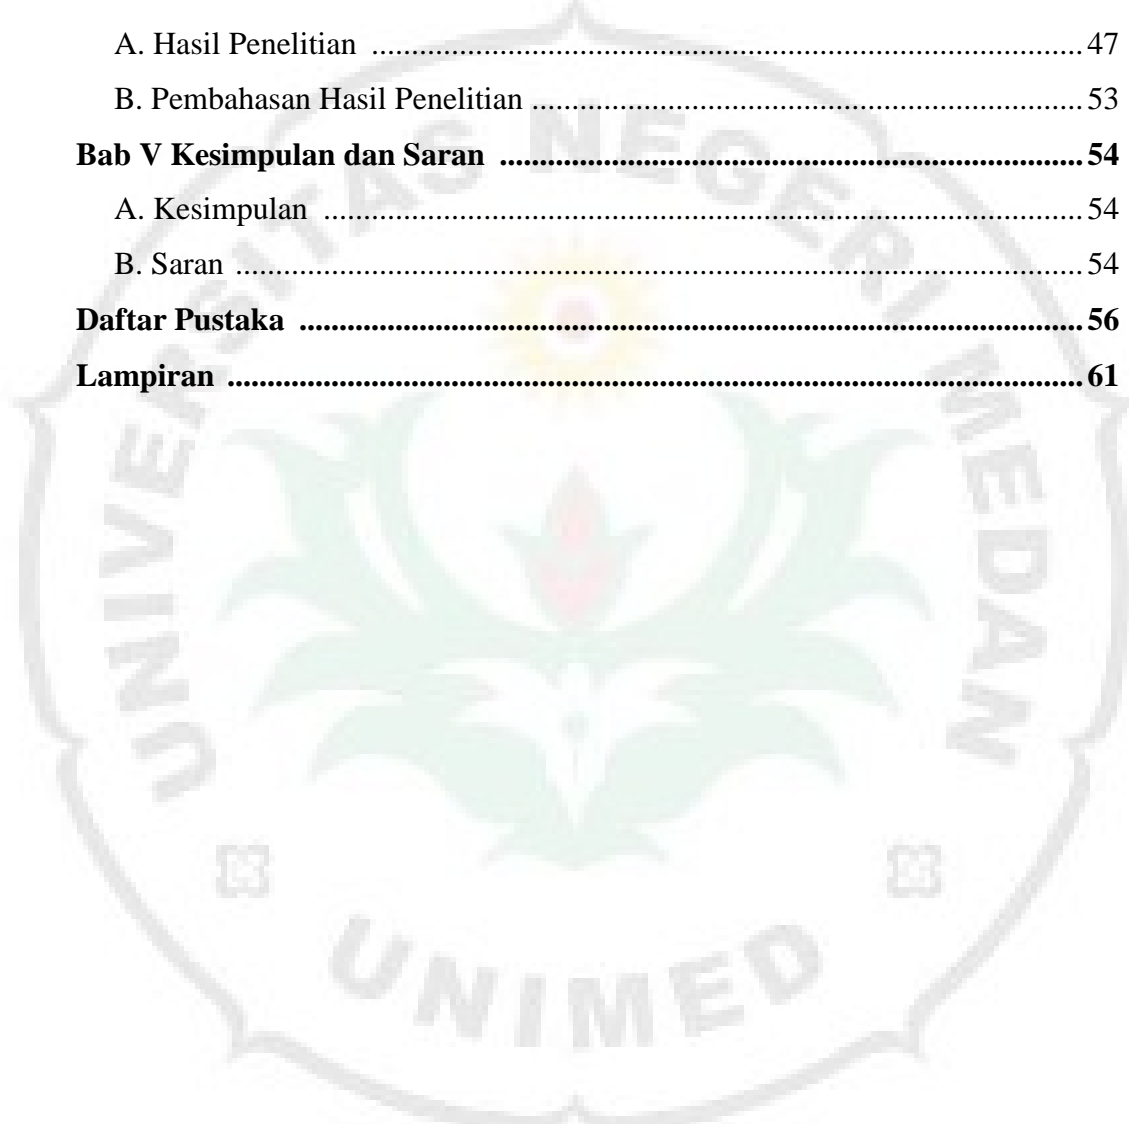 A. Hasil Penelitian ........................................................................................... 47
B. Pembahasan Hasil Penelitian ...................................................................... 53
Bab V Kesimpulan dan Saran .......................................................................... 54
A. Kesimpulan ................................................................................................. 54
B. Saran ............................................................................................................ 54
Daftar Pustaka ................................................................................................... 56
Lampiran ............................................................................................................ 61
UNIVERSITAS NEGERI MEDAN
UNIMED